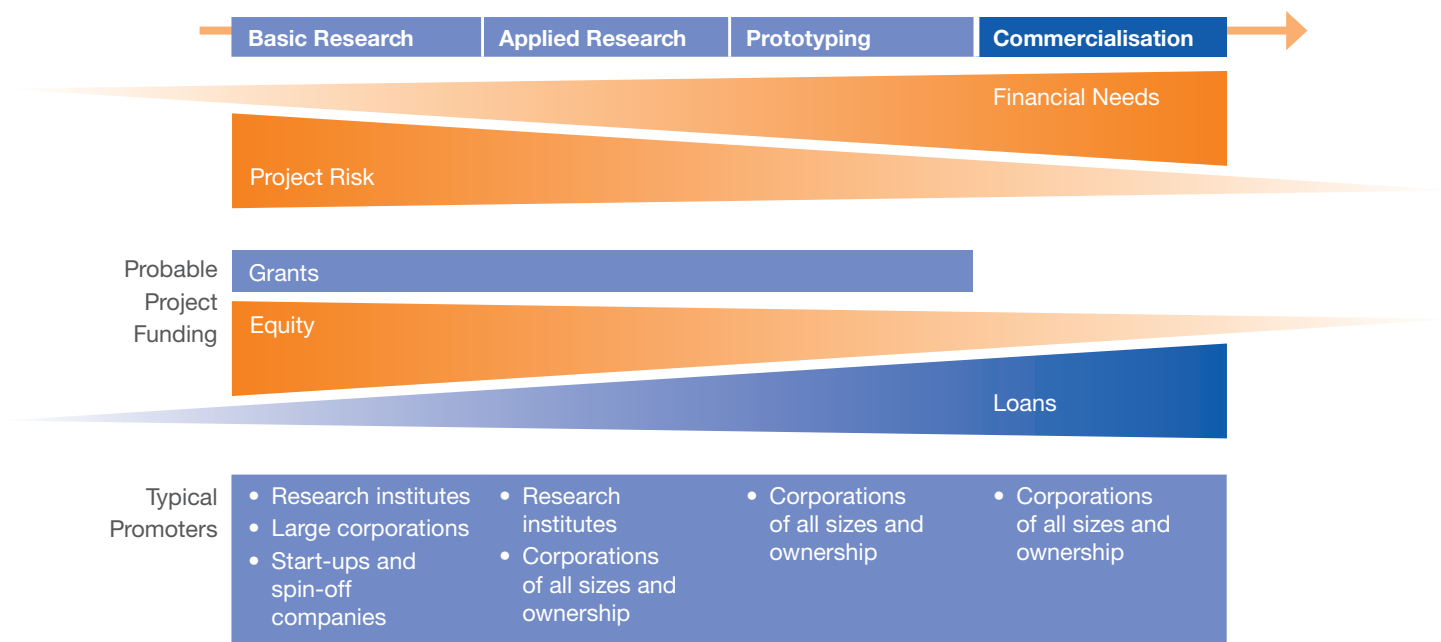 Basic Research
Applied Research
Prototyping
Commercialisation
Financial Needs
Project Risk
Probable
Project
Funding
Grants
Equity
Loans
Typical
Promoters
• Research institutes
• Large corporations
• Start-ups and
spin-off
companies
• Research
institutes
• Corporations
of all sizes and
ownership
• Corporations
of all sizes and
ownership
• Corporations
of all sizes and
ownership